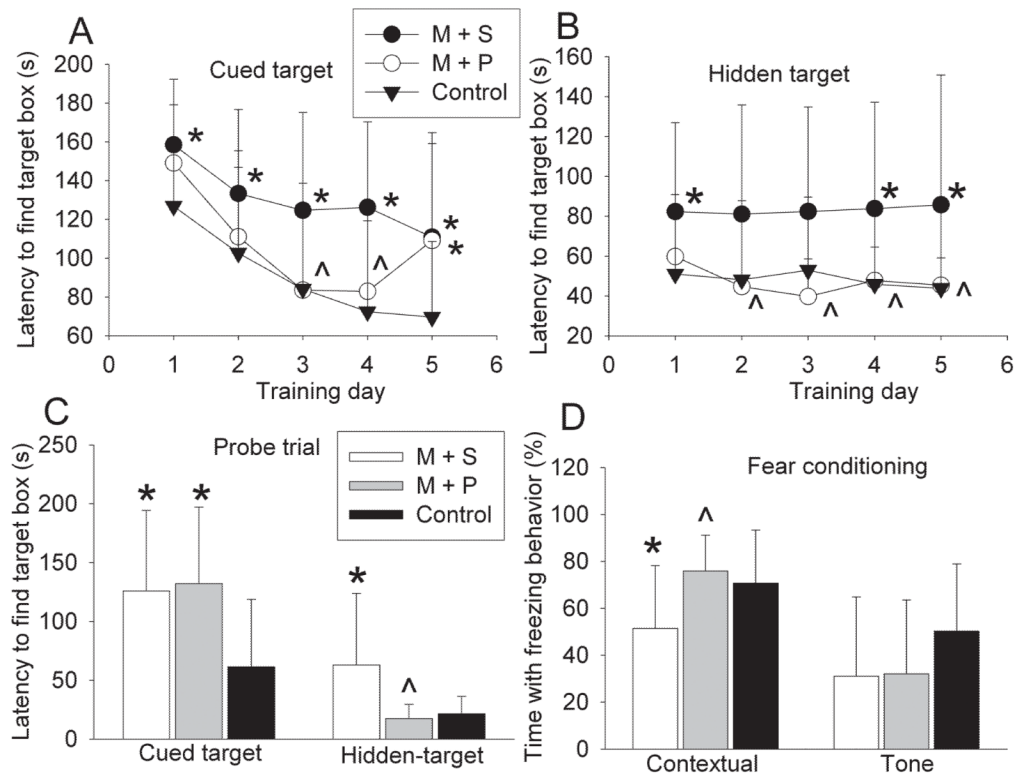 A
M + S
M + P
Control
Cued target
Latency to find target box (s)
200
180
160
140
120
100
80
60
*
*
*
*
*
*
^
^
0
1
2
3
4
5
6
Training day
B
Hidden target
Latency to find target box (s)
160
140
120
100
80
60
40
20
*
*
*
^
^
^
^
0
1
2
3
4
5
6
Training day
C
Probe trial
M + S
M + P
Control
Latency to find target box (s)
250
200
150
100
50
0
*
*
*
^
Cued target
Hidden-target
D
Fear conditioning
Time with freezing behavior (%)
120
100
80
60
40
20
0
*
^
Contextual
Tone